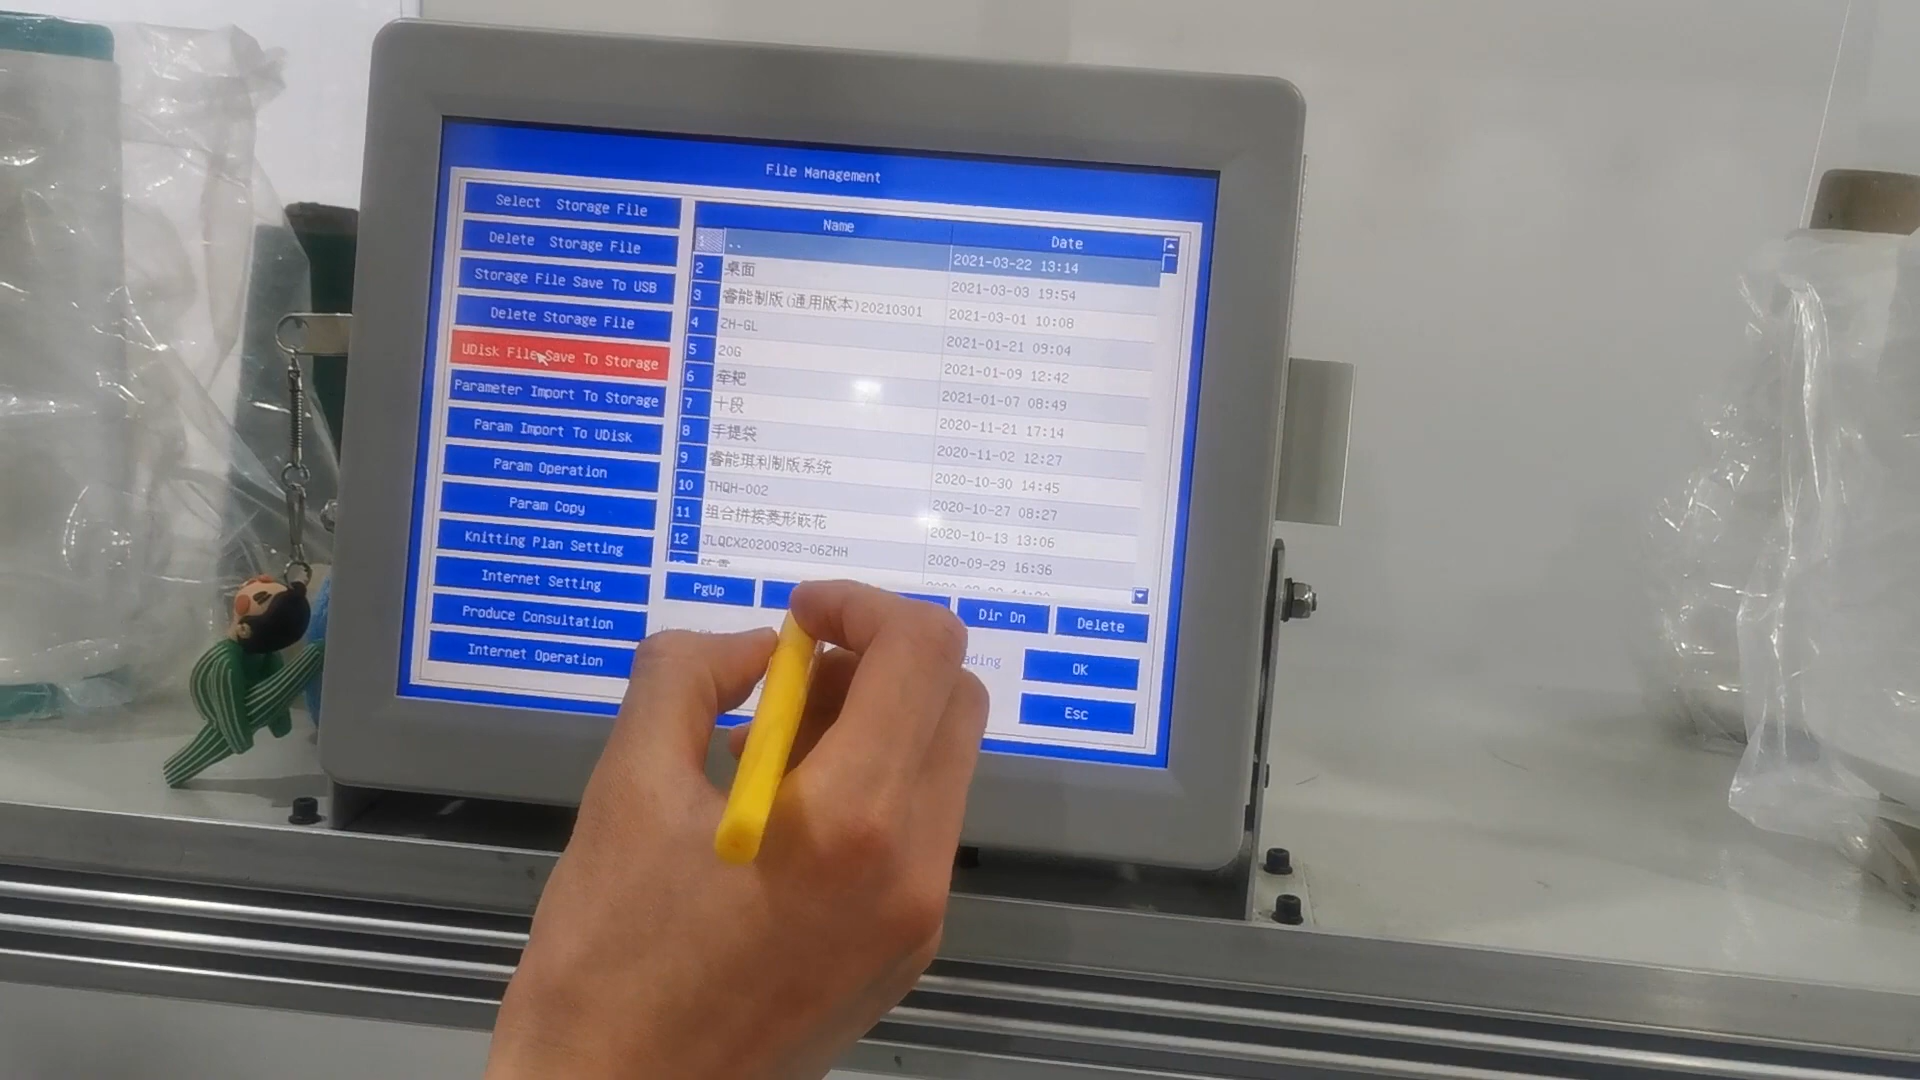 File Management
Select Storage File
Delete Storage File
Storage File Save To USB
Delete Storage File
UDisk File Save To Storage
Parameter Import To Storage
Param Import To UDisk
Param Operation
Param Copy
Knitting Plan Setting
Internet Setting
Produce Consultation
Internet Operation
Name Date
1 .. 2021-03-22 13:14
2 桌面 2021-03-03 19:54
3 睿能制版(通用版本)20210301 2021-03-01 10:08
4 2H-GL 2021-01-21 09:04
5 20G 2021-01-09 12:42
6 牵耙 2021-01-07 08:49
7 十段 2020-11-21 17:14
8 手提袋 2020-11-02 12:27
9 睿能琪利制版系统 2020-10-30 14:45
10 THQH-002 2020-10-27 08:27
11 组合拼接菱形嵌花 2020-10-13 13:06
12 JLQCX20200923-062HH 2020-09-29 16:36
PgUp Dir Dn Delete
OK
Esc